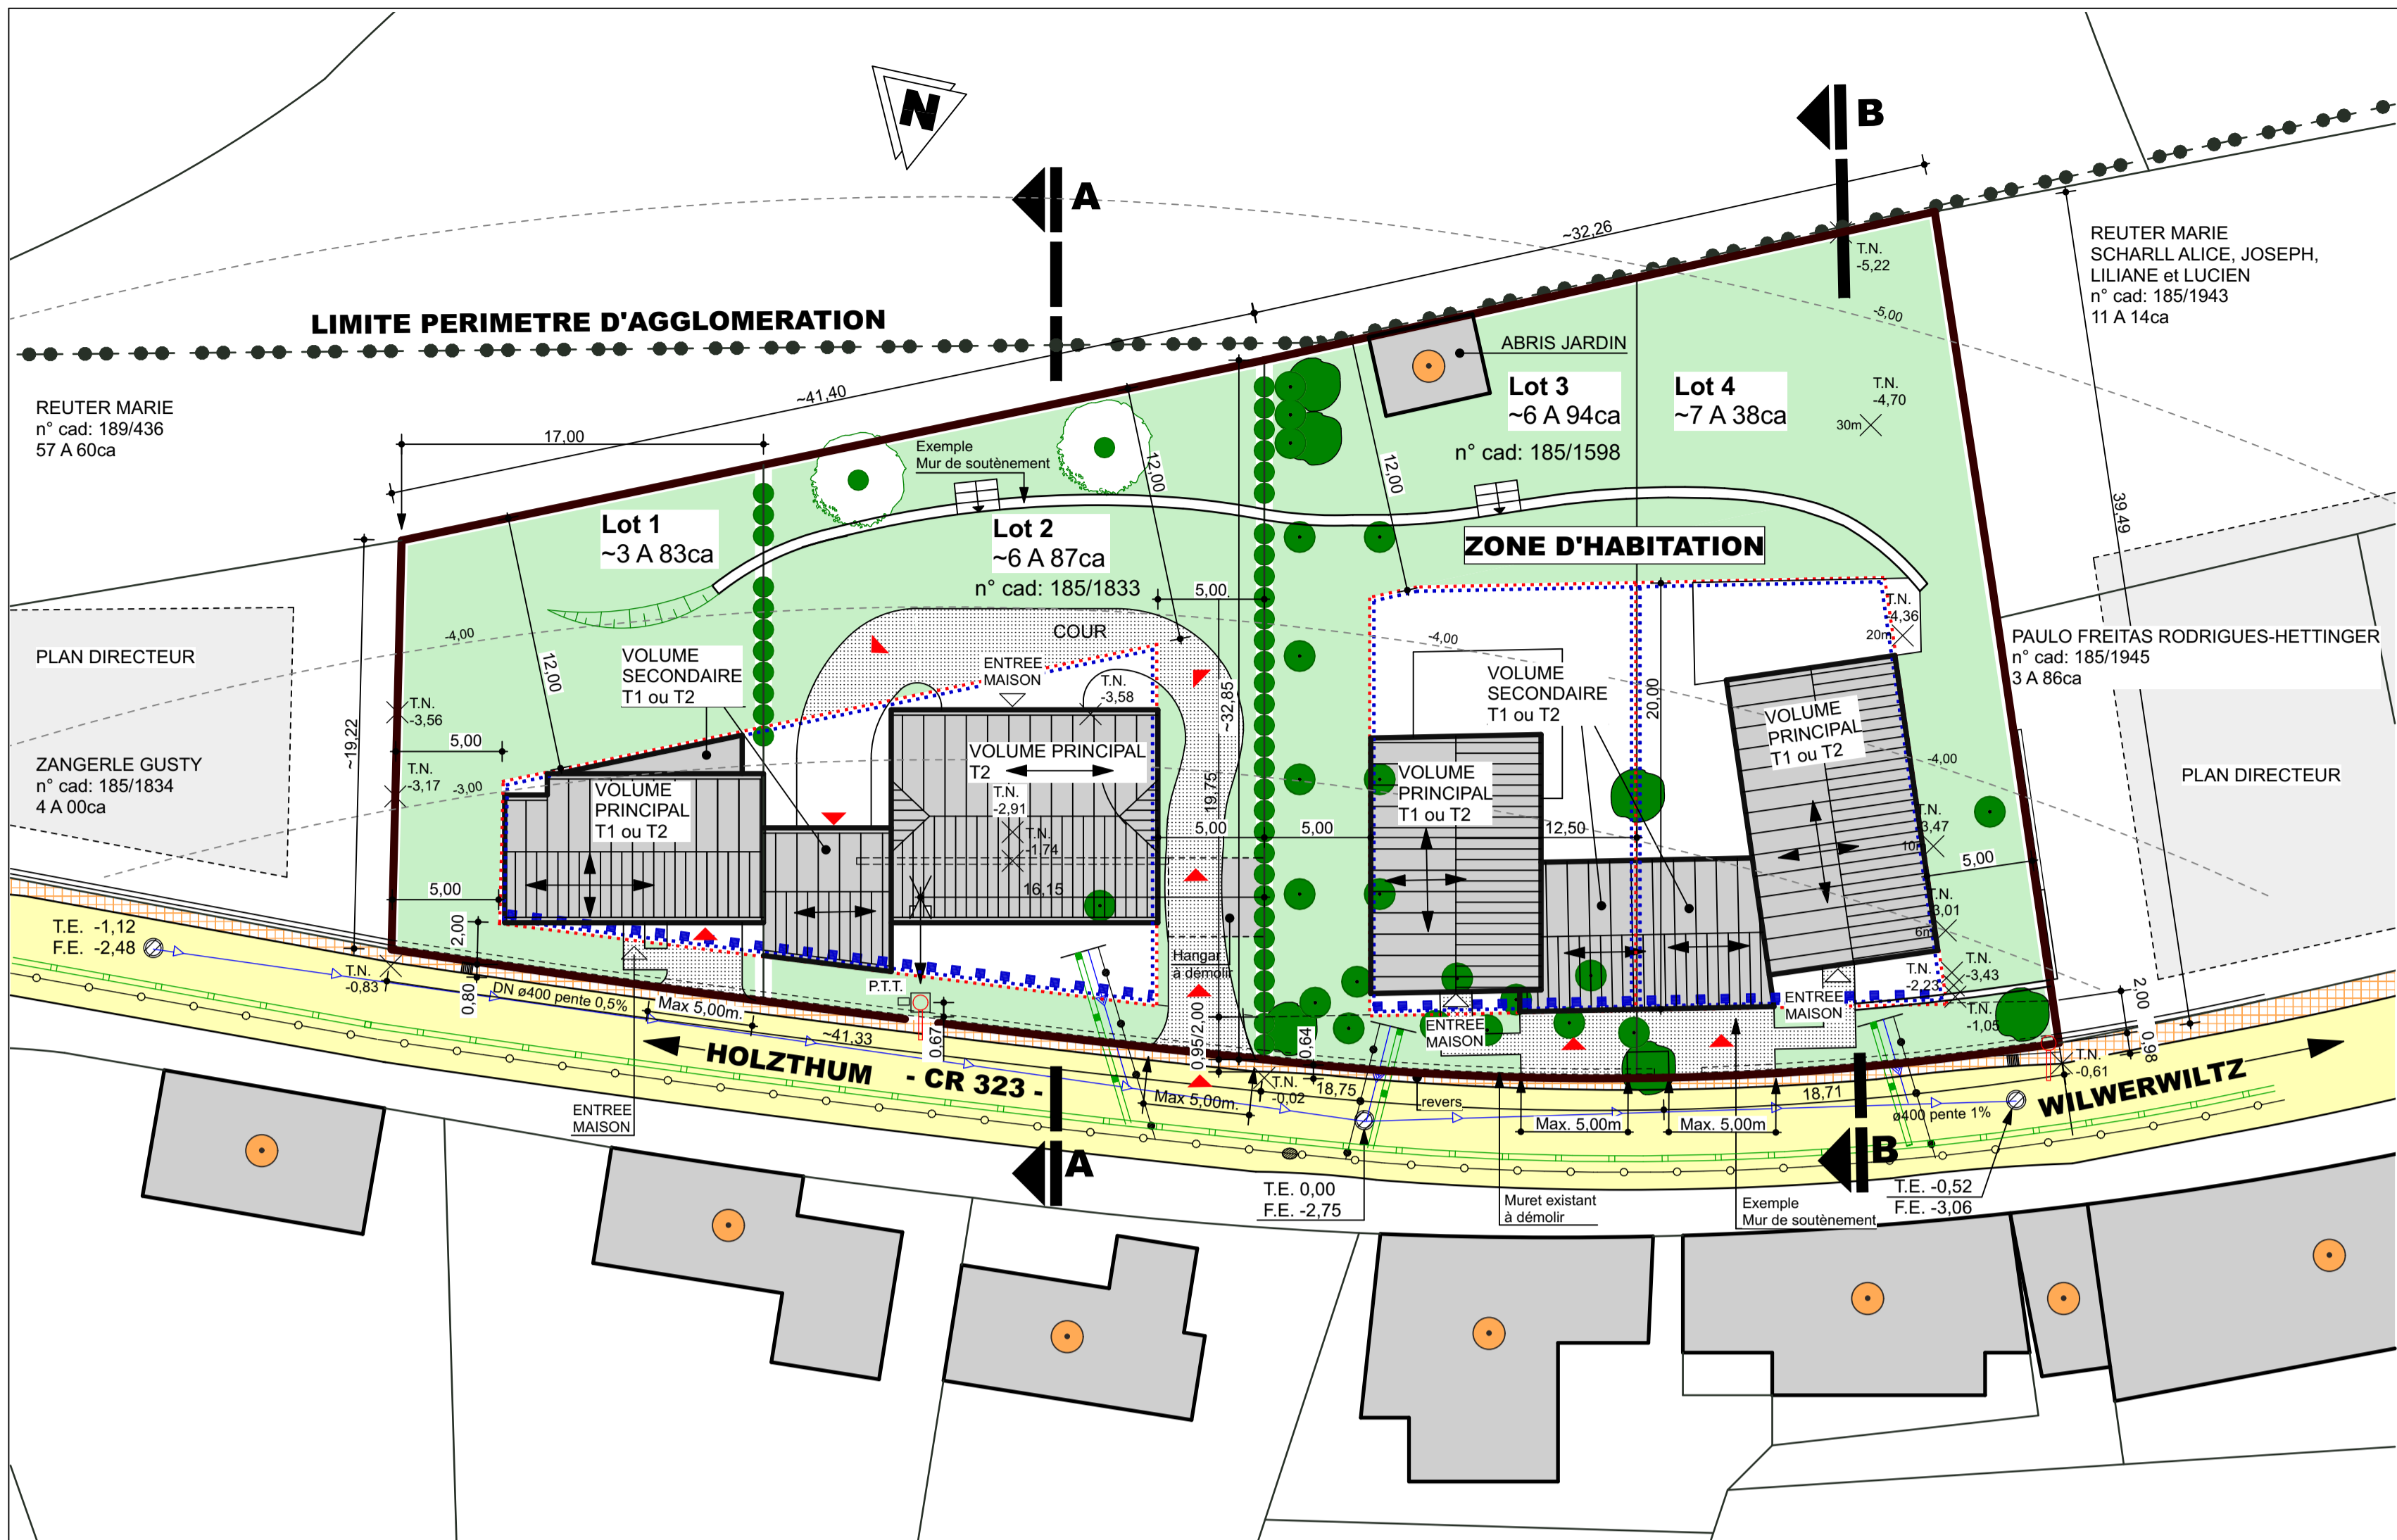 N
A
B
~32,26
T.N.
-5,22
REUTER MARIE
SCHARLL ALICE, JOSEPH,
LILIANE et LUCIEN
n° cad: 185/1943
11 A 14ca
-5,00
LIMITE PERIMETRE D'AGGLOMERATION
REUTER MARIE
n° cad: 189/436
57 A 60ca
~41,40
17,00
Exemple
Mur de soutènement
12,00
12,00
ABRIS JARDIN
Lot 3
~6 A 94ca
n° cad: 185/1598
Lot 4
~7 A 38ca
T.N.
-4,70
30m
39,49
Lot 1
~3 A 83ca
Lot 2
~6 A 87ca
n° cad: 185/1833
ZONE D'HABITATION
5,00
-4,00
COUR
-4,00
T.N.
-4,36
20m
PAULO FREITAS RODRIGUES-HETTINGER
n° cad: 185/1945
3 A 86ca
PLAN DIRECTEUR
12,00
VOLUME
SECONDAIRE
T1 ou T2
ENTREE
MAISON
T.N.
-3,58
~32,85
VOLUME
SECONDAIRE
T1 ou T2
20,00
VOLUME
PRINCIPAL
T1 ou T2
T.N.
-3,56
~19,22
5,00
VOLUME PRINCIPAL
T2
-4,00
ZANGERLE GUSTY
n° cad: 185/1834
4 A 00ca
T.N.
-3,17
-3,00
VOLUME
PRINCIPAL
T1 ou T2
T.N.
-2,91
T.N.
-1,74
19,75
VOLUME
PRINCIPAL
T1 ou T2
PLAN DIRECTEUR
5,00
5,00
12,50
T.N.
-3,47
10m
5,00
5,00
16,15
T.N.
-3,01
6m
T.E. -1,12
F.E. -2,48
2,00
Hangar
à démolir
T.N.
-0,83
0,80
DN ø400 pente 0,5%
Max 5,00m.
P.T.T.
0,67
T.N.
-3,43
T.N.
-2,23
T.N.
-1,05
2,00
0,98
ENTREE
MAISON
ENTREE
MAISON
~41,33
0,95/2,00
0,64
HOLZTHUM - CR 323 -
Max 5,00m.
T.N.
-0,02
18,75
revers
18,71
T.N.
-0,61
WILWERWILTZ
ENTREE
MAISON
Max. 5,00m
Max. 5,00m
ø400 pente 1%
A
B
T.E. 0,00
F.E. -2,75
Muret existant
à démolir
Exemple
Mur de soutènement
T.E. -0,52
F.E. -3,06